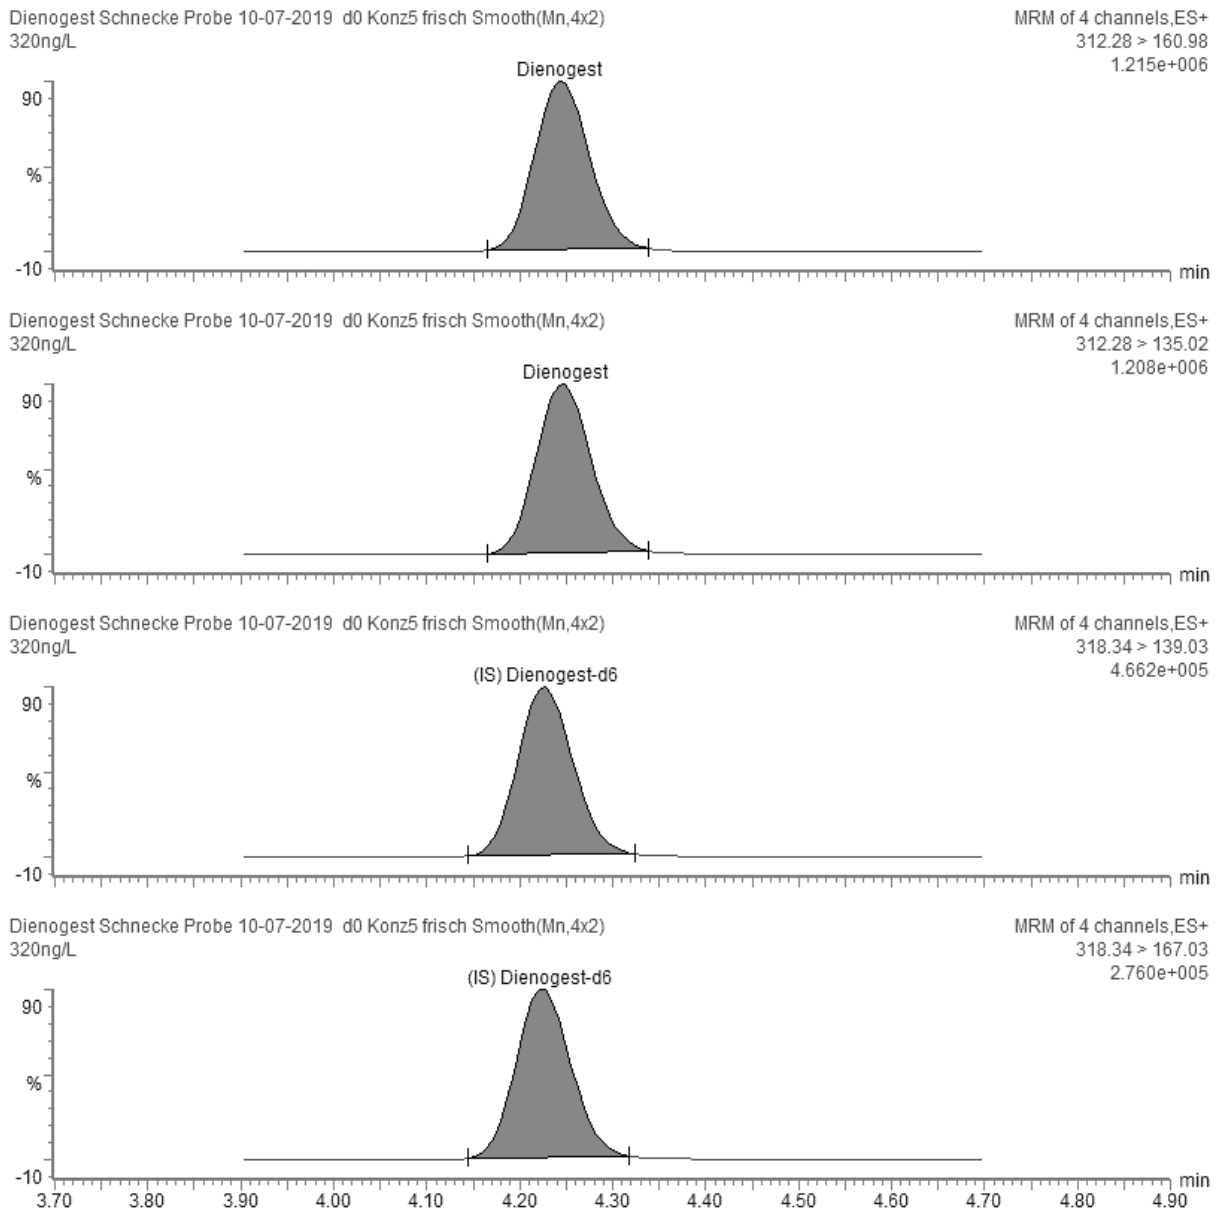 Dienogest Schnecke Probe 10-07-2019 d0 Konz5 frisch Smooth(Mn,4x2)
MRM of 4 channels,ES+
320ng/L
312.28 > 160.98
1.215e+006
Dienogest
90
%
-10
min
Dienogest Schnecke Probe 10-07-2019 d0 Konz5 frisch Smooth(Mn,4x2)
MRM of 4 channels,ES+
320ng/L
312.28 > 135.02
1.208e+006
Dienogest
90
%
-10
min
Dienogest Schnecke Probe 10-07-2019 d0 Konz5 frisch Smooth(Mn,4x2)
MRM of 4 channels,ES+
320ng/L
318.34 > 139.03
4.662e+005
(IS) Dienogest-d6
90
%
-10
min
Dienogest Schnecke Probe 10-07-2019 d0 Konz5 frisch Smooth(Mn,4x2)
MRM of 4 channels,ES+
320ng/L
318.34 > 167.03
2.760e+005
(IS) Dienogest-d6
90
%
-10
min
3.70 3.80 3.90 4.00 4.10 4.20 4.30 4.40 4.50 4.60 4.70 4.80 4.90